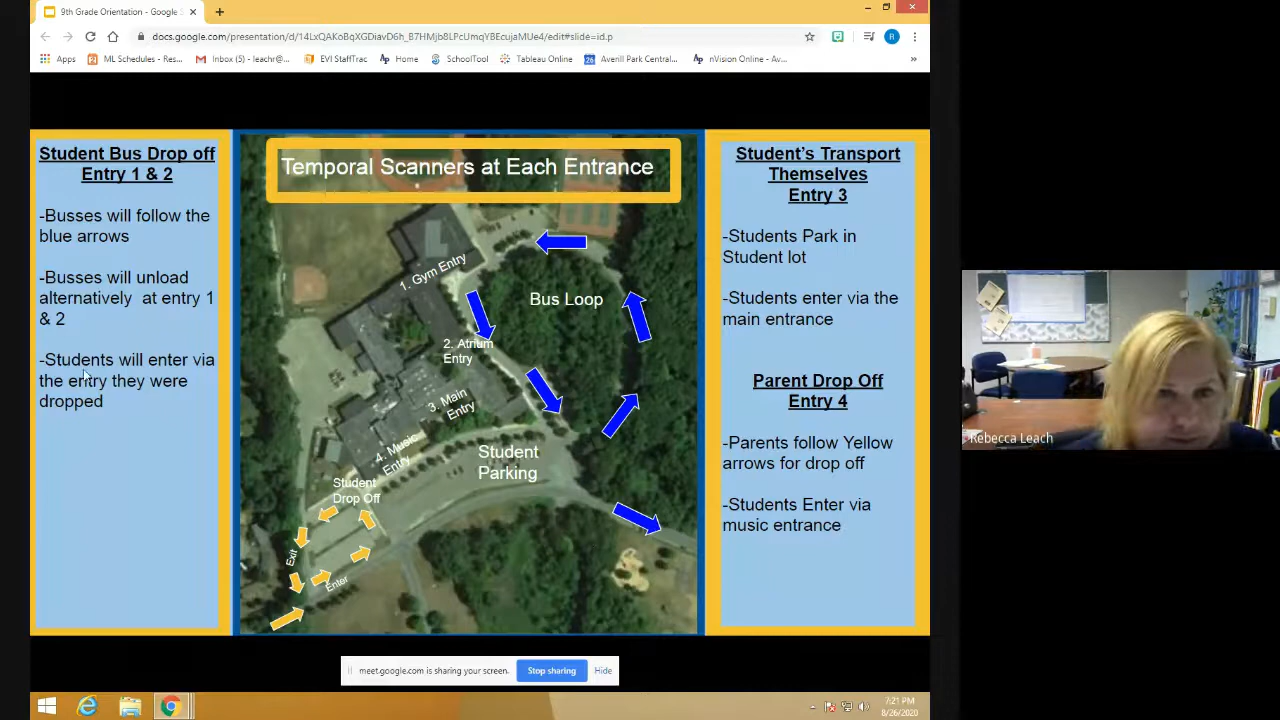 9th Grade Orientation - Google S
docs.google.com/presentation/d/14LxQAKoBqXGDiavD6h_B7HMjb8LPcUmqYBEcujaMUe4/edit#slide=id.p
R
Apps
ML Schedules - Res...
Inbox (5) - leachr@...
EVI StaffTrac
Home
SchoolTool
Tableau Online
26
Averill Park Central...
nVision Online - Av...
»
Student Bus Drop off
Entry 1 & 2
-Busses will follow the
blue arrows
-Busses will unload
alternatively at entry 1
& 2
-Students will enter via
the entry they were
dropped
Temporal Scanners at Each Entrance
1. Gym Entry
Bus Loop
2. Atrium
Entry
3. Main
Entry
4. Music
Entry
Student
Parking
Student
Drop Off
Exit
Enter
Student's Transport
Themselves
Entry 3
-Students Park in
Student lot
-Students enter via the
main entrance
Parent Drop Off
Entry 4
-Parents follow Yellow
arrows for drop off
-Students Enter via
music entrance
Rebecca Leach
meet.google.com is sharing your screen.
Stop sharing
Hide
7:21 PM
8/26/2020